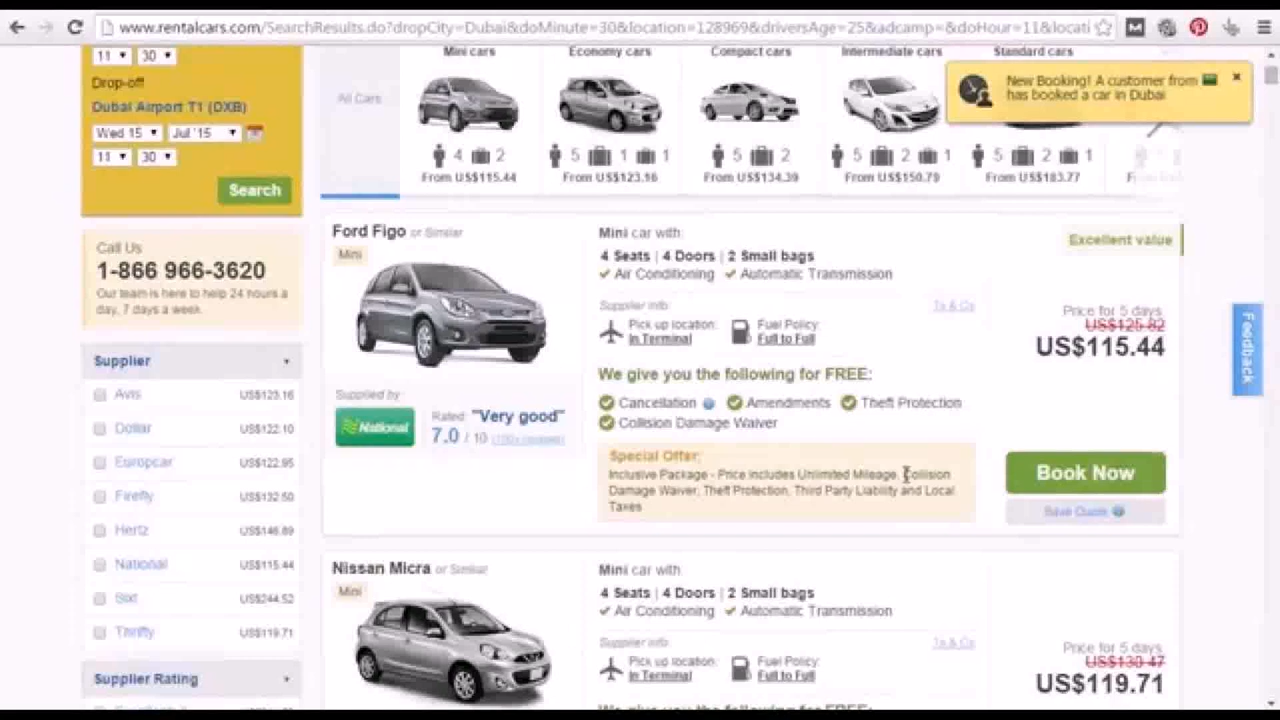 www.rentalcars.com/SearchResults.do?dropCity=Dubai&doMinute=30&location=128969&driversAge=25&adcamp=&doHour=11&locati
11 30
Drop-off
Dubai Airport T1 (DXB)
Wed 15 Jul '15
11 30
Search
Call Us
1-866 966-3620
Our team is here to help 24 hours a
day, 7 days a week.
Supplier
Avis US$123.16
Dollar US$122.10
Europcar US$122.95
Firefly US$132.50
Hertz US$146.89
National US$115.44
Sixt US$244.52
Thrifty US$119.71
Supplier Rating
All Cars
Mini cars
4 2
From US$115.44
Economy cars
5 1 1
From US$123.16
Compact cars
5 2
From US$134.39
Intermediate cars
5 2 1
From US$150.79
Standard cars
5 2 1
From US$183.77
New Booking! A customer from
has booked a car in Dubai
Ford Figo or Similar
Mini
Supplied by:
National
Rated: "Very good"
7.0 / 10
Mini car with:
4 Seats | 4 Doors | 2 Small bags
Air Conditioning Automatic Transmission
Supplier info: Ts & Cs
Pick up location: Fuel Policy:
In Terminal Full to Full
We give you the following for FREE:
Cancellation Amendments Theft Protection
Collision Damage Waiver
Special Offer:
Inclusive Package - Price includes Unlimited Mileage, Collision
Damage Waiver, Theft Protection, Third Party Liability and Local
Taxes
Excellent value
Price for 5 days
US$125.82
US$115.44
Book Now
Save Quote
Feedback
Nissan Micra or Similar
Mini
Mini car with:
4 Seats | 4 Doors | 2 Small bags
Air Conditioning Automatic Transmission
Supplier info: Ts & Cs
Pick up location: Fuel Policy:
In Terminal Full to Full
We give you the following for FREE:
Price for 5 days
US$130.47
US$119.71